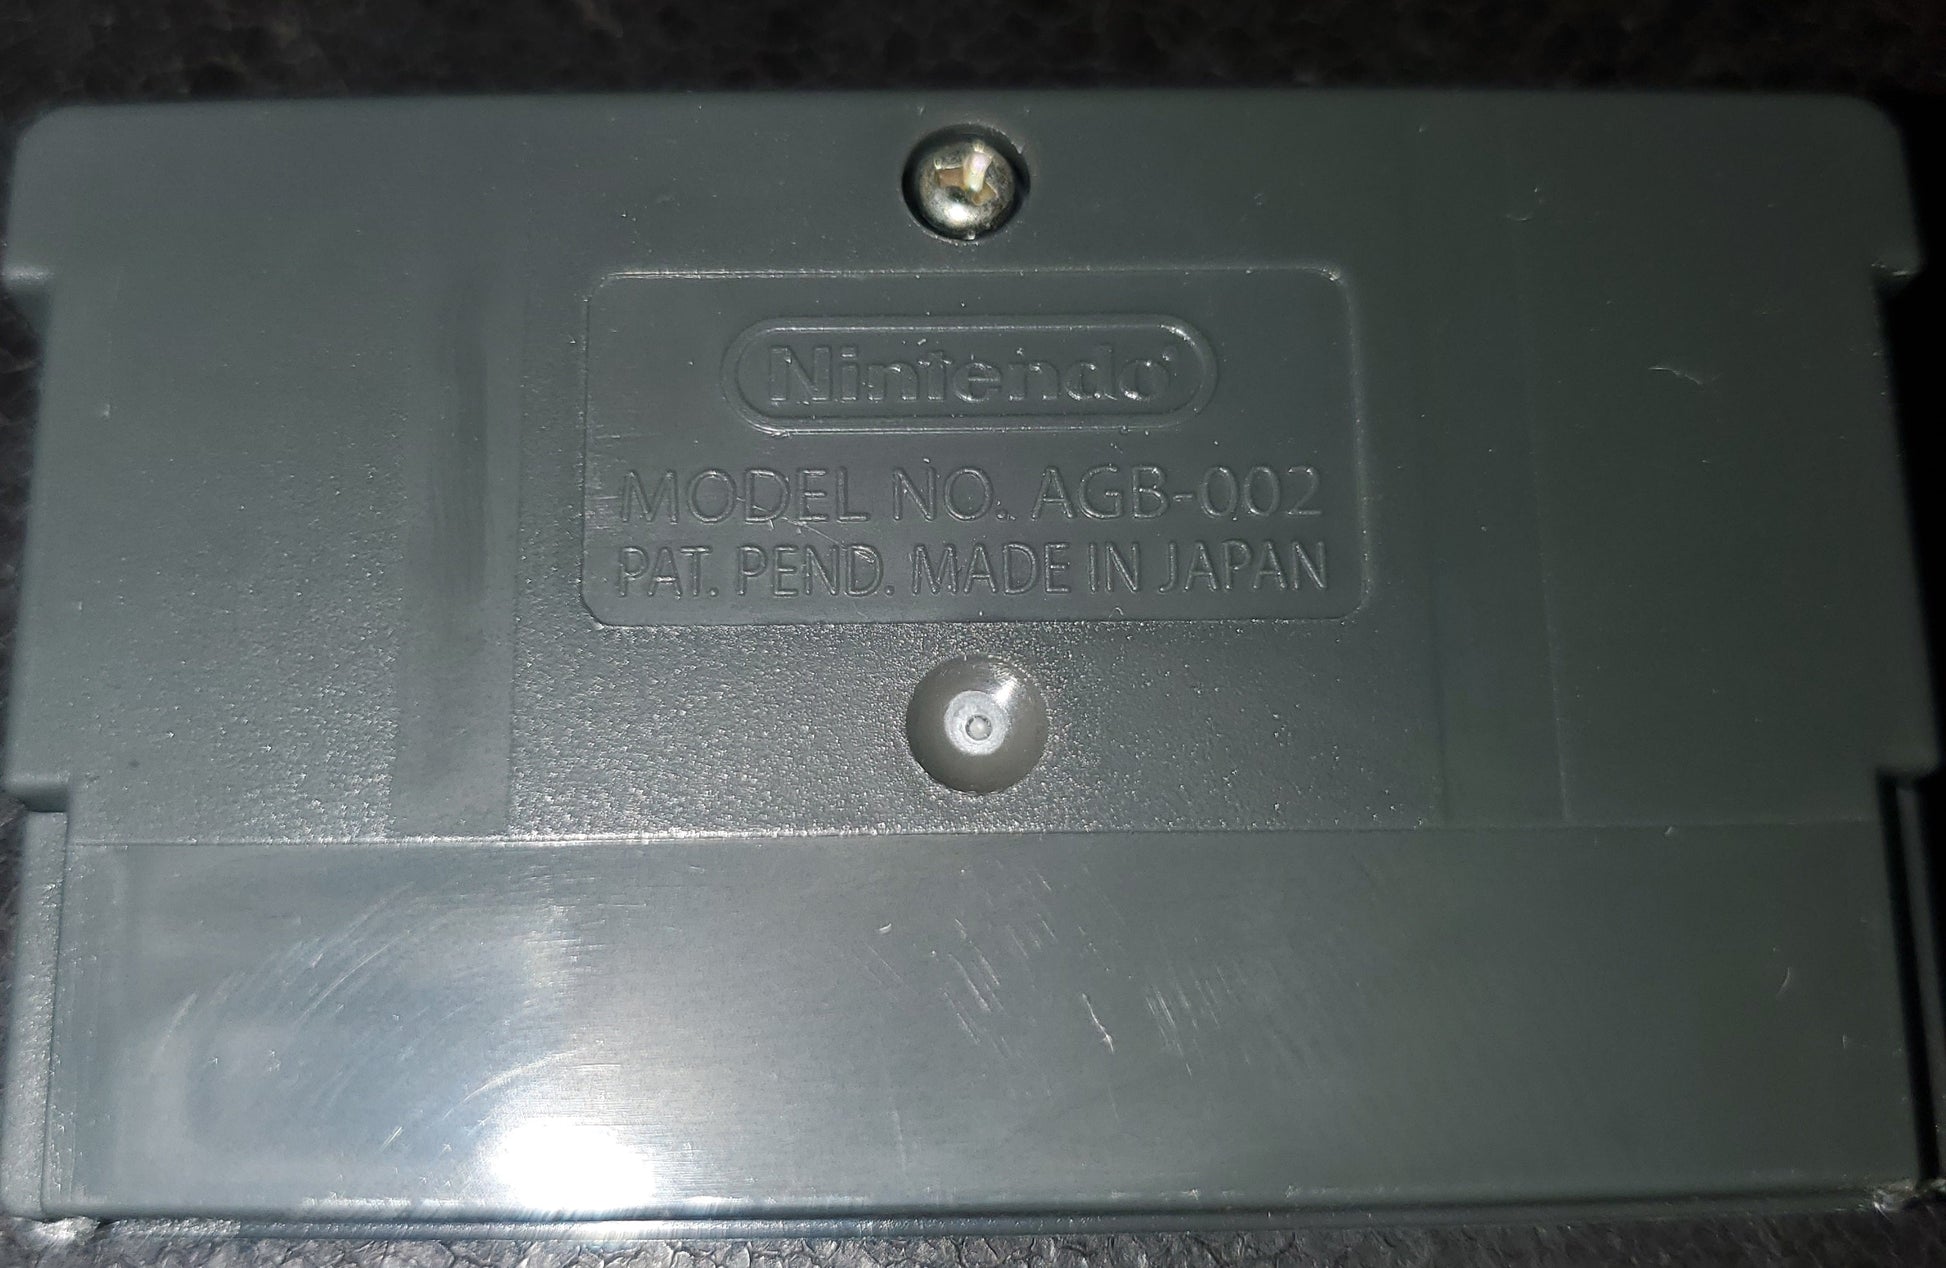 Nintendo®
MODEL NO. AGB-002
PAT. PEND. MADE IN JAPAN